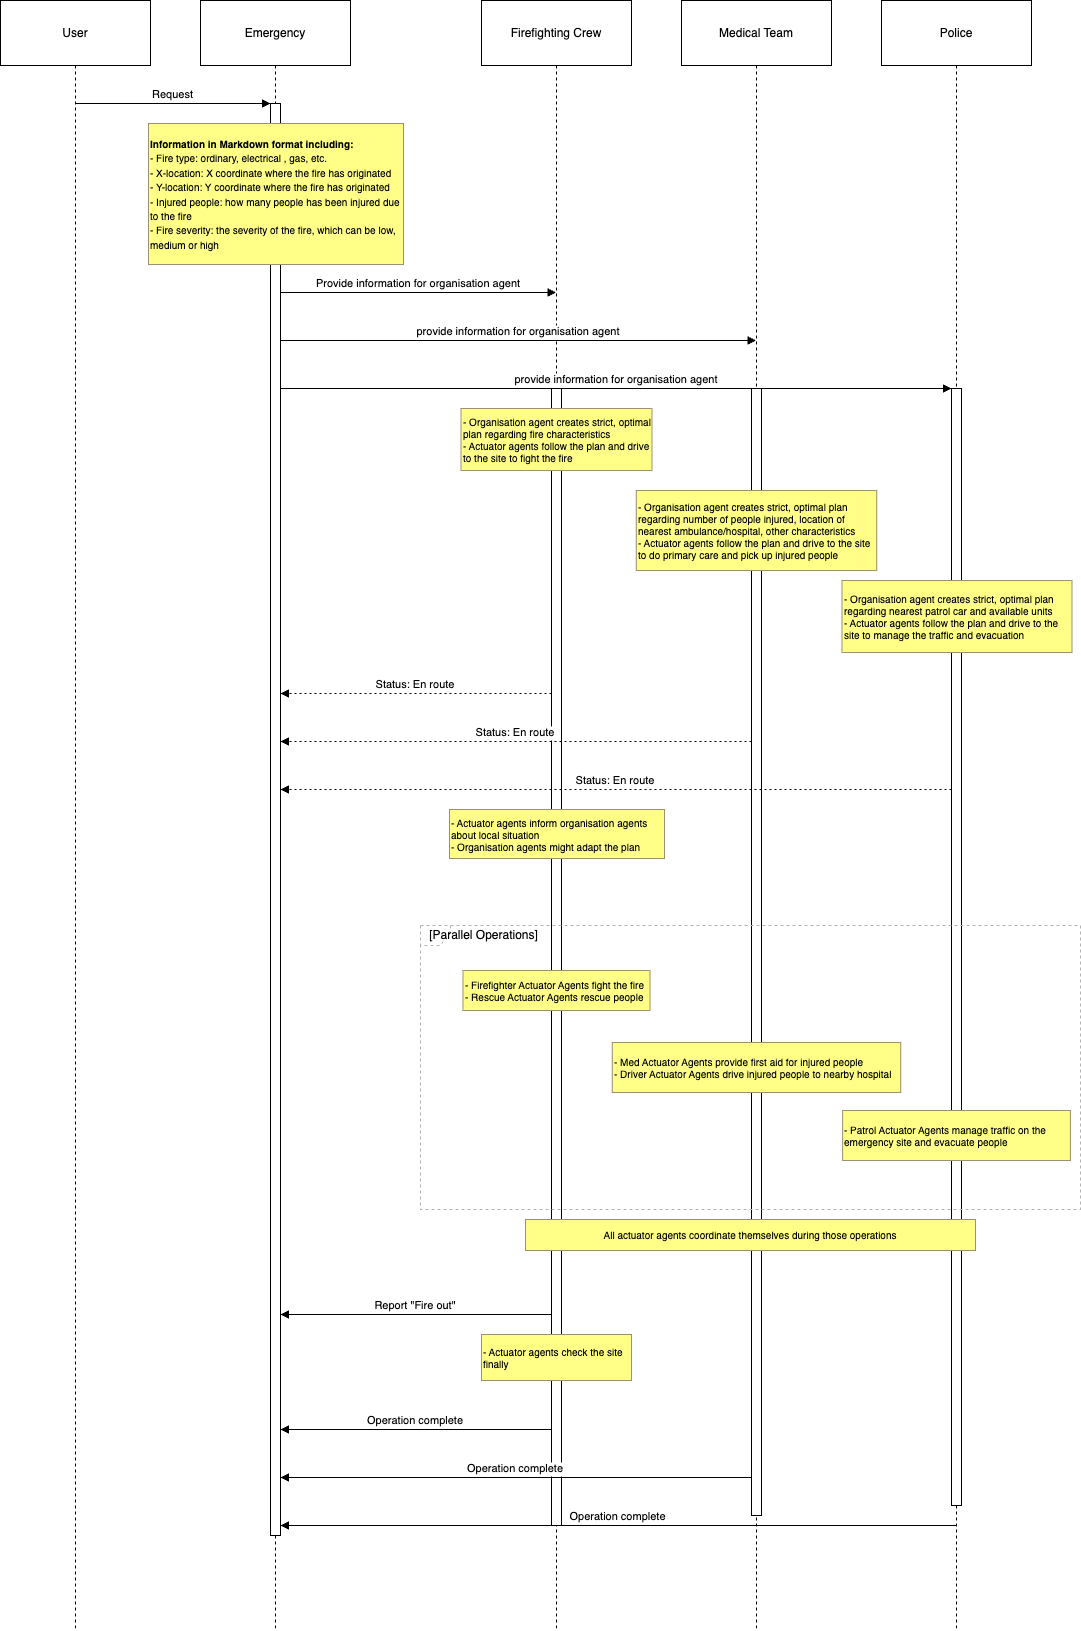 User
Emergency
Firefighting Crew
Medical Team
Police
Request
Information in Markdown format including:
- Fire type: ordinary, electrical , gas, etc.
- X-location: X coordinate where the fire has originated
- Y-location: Y coordinate where the fire has originated
- Injured people: how many people has been injured due
to the fire
- Fire severity: the severity of the fire, which can be low,
medium or high
Provide information for organisation agent
provide information for organisation agent
provide information for organisation agent
- Organisation agent creates strict, optimal
plan regarding fire characteristics
- Actuator agents follow the plan and drive
to the site to fight the fire
- Organisation agent creates strict, optimal plan
regarding number of people injured, location of
nearest ambulance/hospital, other characteristics
- Actuator agents follow the plan and drive to the site
to do primary care and pick up injured people
- Organisation agent creates strict, optimal plan
regarding nearest patrol car and available units
- Actuator agents follow the plan and drive to the
site to manage the traffic and evacuation
Status: En route
Status: En route
Status: En route
- Actuator agents inform organisation agents
about local situation
- Organisation agents might adapt the plan
[Parallel Operations]
- Firefighter Actuator Agents fight the fire
- Rescue Actuator Agents rescue people
- Med Actuator Agents provide first aid for injured people
- Driver Actuator Agents drive injured people to nearby hospital
- Patrol Actuator Agents manage traffic on the
emergency site and evacuate people
All actuator agents coordinate themselves during those operations
Report "Fire out"
- Actuator agents check the site
finally
Operation complete
Operation complete
Operation complete